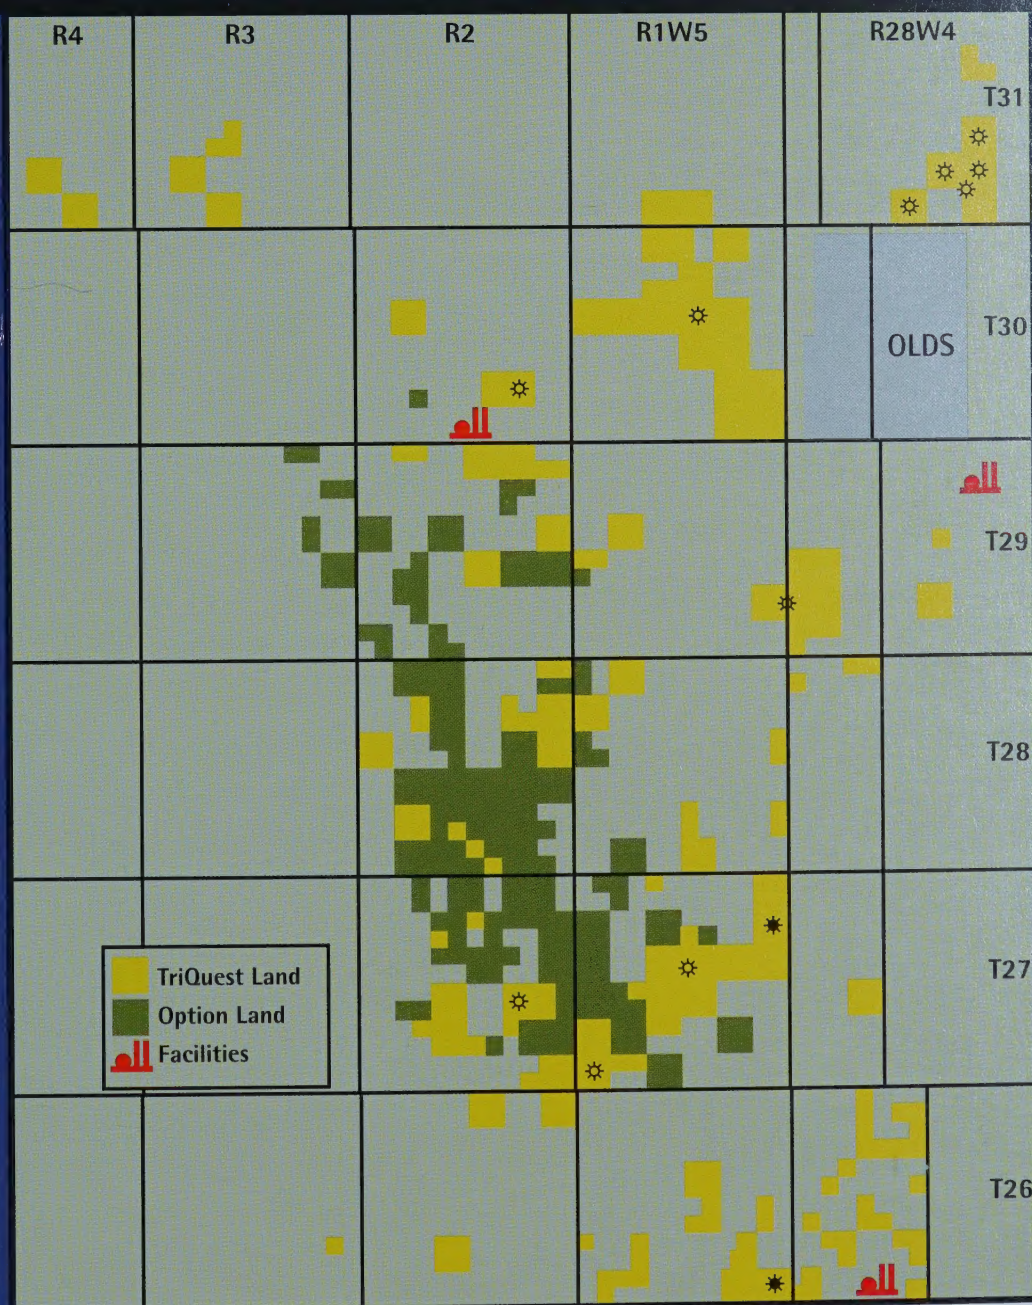 R4 R3 R2 R1W5 R28W4
T31
T30
OLDS
T29
T28
T27
TriQuest Land
Option Land
Facilities
T26